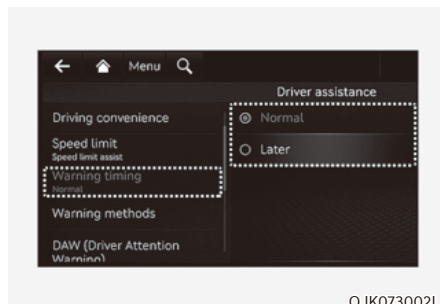 Menu
Driver assistance
Driving convenience
Speed limit
Speed limit assist
Warning timing
Normal
Warning methods
DAW (Driver Attention
Warning)
Normal
Later
OJK073002L